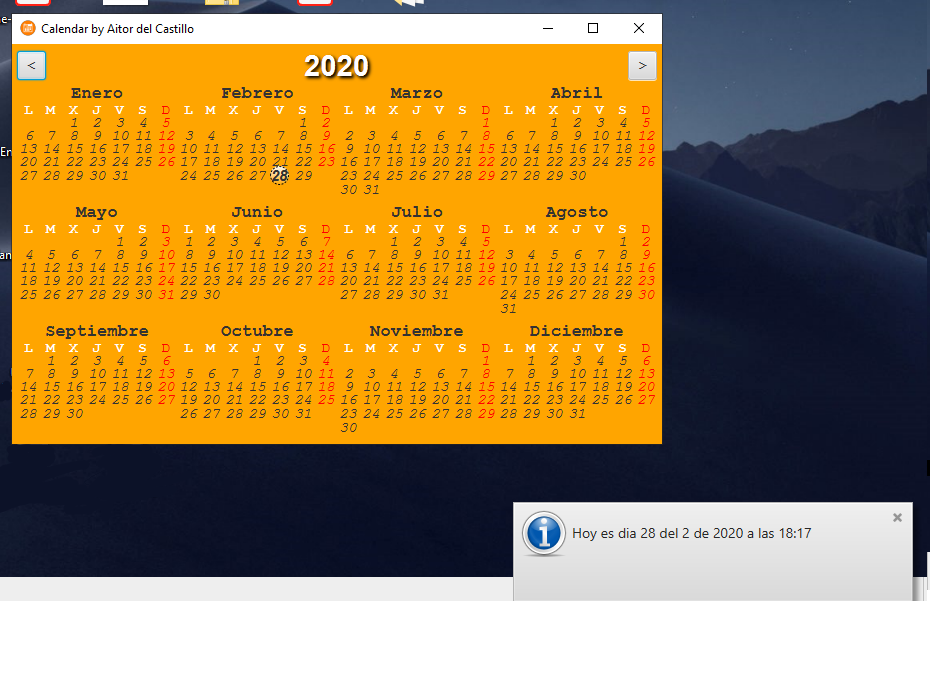 Calendar by Aitor del Castillo
< 2020 >
Enero Febrero Marzo Abril
L M X J V S D L M X J V S D L M X J V S D L M X J V S D
1 2 3 4 5 1 2 1 1 2 3 4 5
6 7 8 9 10 11 12 3 4 5 6 7 8 9 2 3 4 5 6 7 8 6 7 8 9 10 11 12
13 14 15 16 17 18 19 10 11 12 13 14 15 16 9 10 11 12 13 14 15 13 14 15 16 17 18 19
20 21 22 23 24 25 26 17 18 19 20 21 22 23 16 17 18 19 20 21 22 20 21 22 23 24 25 26
27 28 29 30 31 24 25 26 27 28 29 23 24 25 26 27 28 29 27 28 29 30
30 31
Mayo Junio Julio Agosto
L M X J V S D L M X J V S D L M X J V S D L M X J V S D
1 2 3 1 2 3 4 5 6 7 1 2 3 4 5 1 2
4 5 6 7 8 9 10 8 9 10 11 12 13 14 6 7 8 9 10 11 12 3 4 5 6 7 8 9
11 12 13 14 15 16 17 15 16 17 18 19 20 21 13 14 15 16 17 18 19 10 11 12 13 14 15 16
18 19 20 21 22 23 24 22 23 24 25 26 27 28 20 21 22 23 24 25 26 17 18 19 20 21 22 23
25 26 27 28 29 30 31 29 30 27 28 29 30 31 24 25 26 27 28 29 30
31
Septiembre Octubre Noviembre Diciembre
L M X J V S D L M X J V S D L M X J V S D L M X J V S D
1 2 3 4 5 6 1 2 3 4 1 1 2 3 4 5 6
7 8 9 10 11 12 13 5 6 7 8 9 10 11 2 3 4 5 6 7 8 7 8 9 10 11 12 13
14 15 16 17 18 19 20 12 13 14 15 16 17 18 9 10 11 12 13 14 15 14 15 16 17 18 19 20
21 22 23 24 25 26 27 19 20 21 22 23 24 25 16 17 18 19 20 21 22 21 22 23 24 25 26 27
28 29 30 26 27 28 29 30 31 23 24 25 26 27 28 29 28 29 30 31
30
Hoy es dia 28 del 2 de 2020 a las 18:17